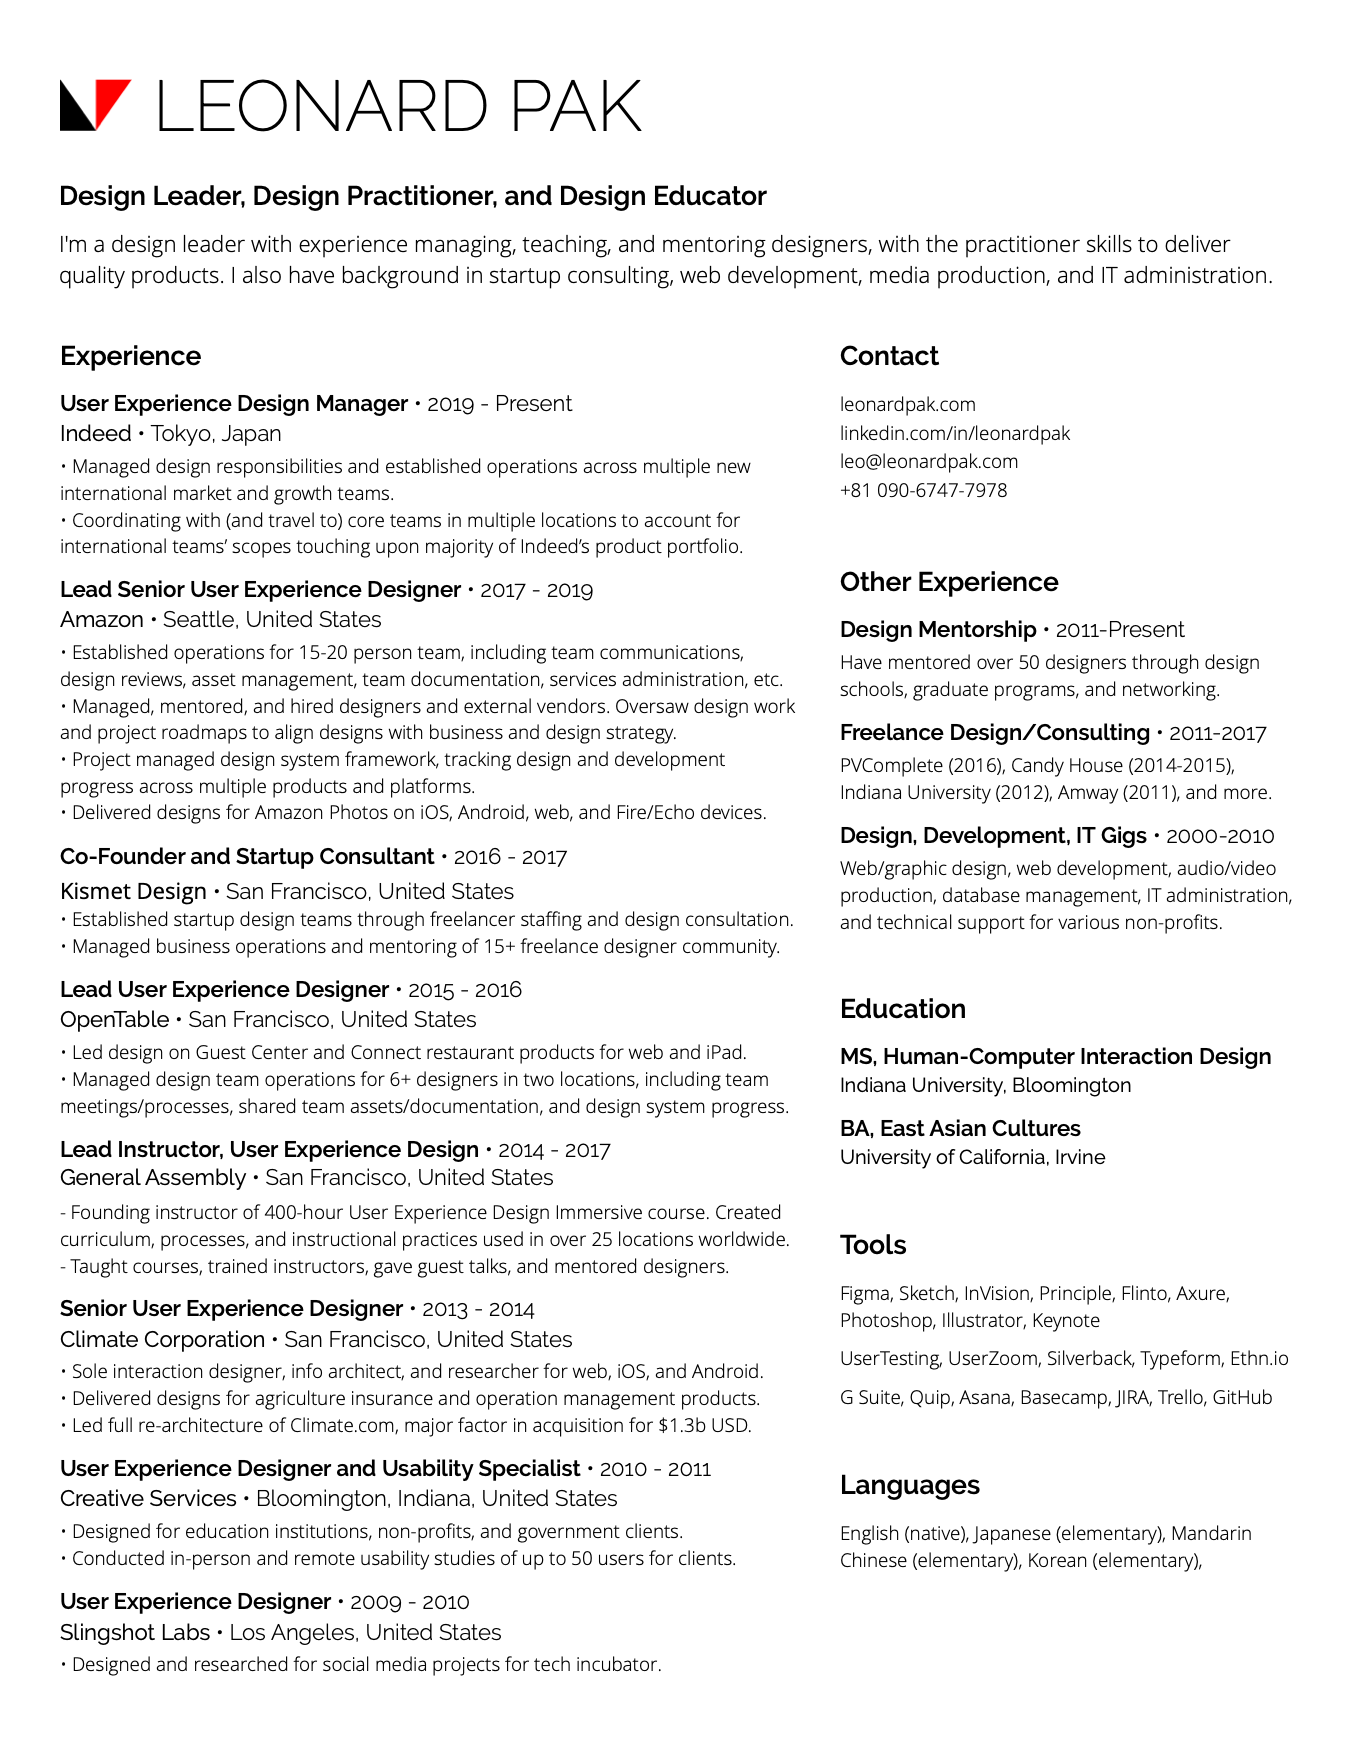 LEONARD PAK
Design Leader, Design Practitioner, and Design Educator
I'm a design leader with experience managing, teaching, and mentoring designers, with the practitioner skills to deliver
quality products. I also have background in startup consulting, web development, media production, and IT administration.
Experience
User Experience Design Manager • 2019 - Present
Indeed • Tokyo, Japan
• Managed design responsibilities and established operations across multiple new
international market and growth teams.
• Coordinating with (and travel to) core teams in multiple locations to account for
international teams’ scopes touching upon majority of Indeed’s product portfolio.
Lead Senior User Experience Designer • 2017 - 2019
Amazon • Seattle, United States
• Established operations for 15-20 person team, including team communications,
design reviews, asset management, team documentation, services administration, etc.
• Managed, mentored, and hired designers and external vendors. Oversaw design work
and project roadmaps to align designs with business and design strategy.
• Project managed design system framework, tracking design and development
progress across multiple products and platforms.
• Delivered designs for Amazon Photos on iOS, Android, web, and Fire/Echo devices.
Co-Founder and Startup Consultant • 2016 - 2017
Kismet Design • San Francisco, United States
• Established startup design teams through freelancer staffing and design consultation.
• Managed business operations and mentoring of 15+ freelance designer community.
Lead User Experience Designer • 2015 - 2016
OpenTable • San Francisco, United States
• Led design on Guest Center and Connect restaurant products for web and iPad.
• Managed design team operations for 6+ designers in two locations, including team
meetings/processes, shared team assets/documentation, and design system progress.
Lead Instructor, User Experience Design • 2014 - 2017
General Assembly • San Francisco, United States
- Founding instructor of 400-hour User Experience Design Immersive course. Created
curriculum, processes, and instructional practices used in over 25 locations worldwide.
- Taught courses, trained instructors, gave guest talks, and mentored designers.
Senior User Experience Designer • 2013 - 2014
Climate Corporation • San Francisco, United States
• Sole interaction designer, info architect, and researcher for web, iOS, and Android.
• Delivered designs for agriculture insurance and operation management products.
• Led full re-architecture of Climate.com, major factor in acquisition for $1.3b USD.
User Experience Designer and Usability Specialist • 2010 - 2011
Creative Services • Bloomington, Indiana, United States
• Designed for education institutions, non-profits, and government clients.
• Conducted in-person and remote usability studies of up to 50 users for clients.
User Experience Designer • 2009 - 2010
Slingshot Labs • Los Angeles, United States
• Designed and researched for social media projects for tech incubator.
Contact
leonardpak.com
linkedin.com/in/leonardpak
leo@leonardpak.com
+81 090-6747-7978
Other Experience
Design Mentorship • 2011-Present
Have mentored over 50 designers through design
schools, graduate programs, and networking.
Freelance Design/Consulting • 2011-2017
PVComplete (2016), Candy House (2014-2015),
Indiana University (2012), Amway (2011), and more.
Design, Development, IT Gigs • 2000-2010
Web/graphic design, web development, audio/video
production, database management, IT administration,
and technical support for various non-profits.
Education
MS, Human-Computer Interaction Design
Indiana University, Bloomington
BA, East Asian Cultures
University of California, Irvine
Tools
Figma, Sketch, InVision, Principle, Flinto, Axure,
Photoshop, Illustrator, Keynote
UserTesting, UserZoom, Silverback, Typeform, Ethn.io
G Suite, Quip, Asana, Basecamp, JIRA, Trello, GitHub
Languages
English (native), Japanese (elementary), Mandarin
Chinese (elementary), Korean (elementary),